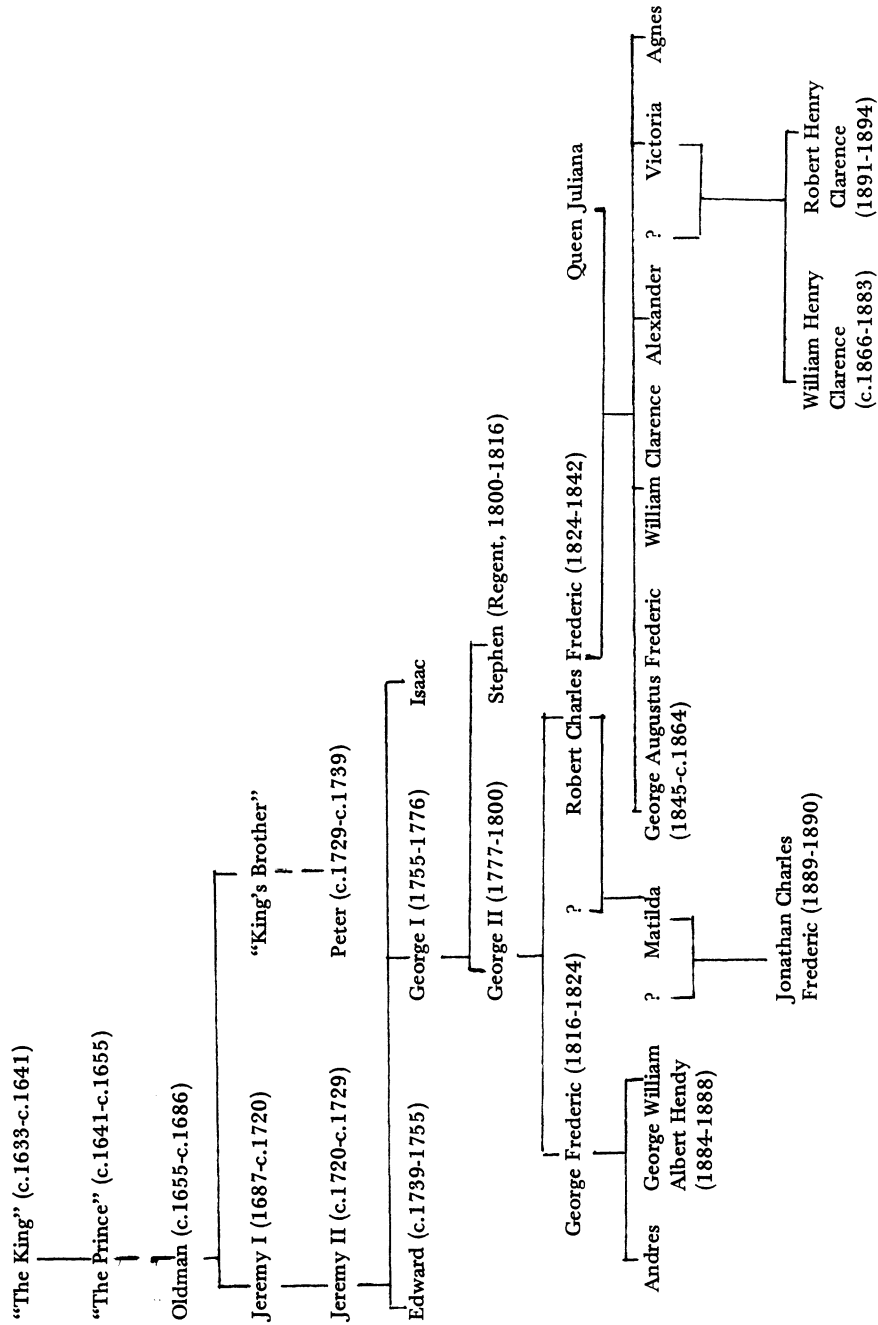 “The King” (c.1633-c.1641)
“The Prince” (c.1641-c.1655)
Oldman (c.1655-c.1686)
Jeremy I (1687-c.1720)
“King’s Brother”
Jeremy II (c.1720-c.1729)
Peter (c.1729-c.1739)
Edward (c.1739-1755)
George I (1755-1776)
Isaac
George II (1777-1800)
Stephen (Regent, 1800-1816)
George Frederic (1816-1824)
?
Robert Charles Frederic (1824-1842)
Queen Juliana
Andres
George William
Albert Hendy
(1884-1888)
?
Matilda
George Augustus Frederic
(1845-c.1864)
William Clarence
Alexander
?
Victoria
Agnes
Jonathan Charles
Frederic (1889-1890)
William Henry
Clarence
(c.1866-1883)
Robert Henry
Clarence
(1891-1894)